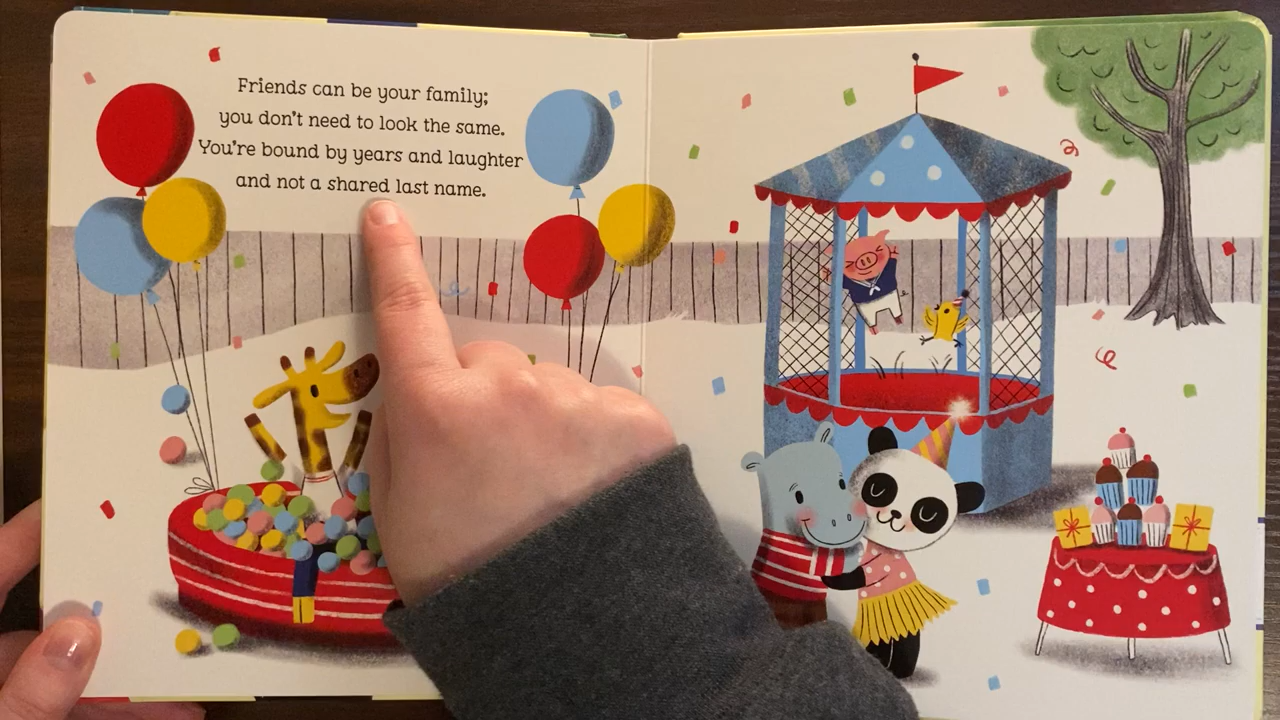 Friends can be your family;
you don't need to look the same.
You're bound by years and laughter
and not a shared last name.